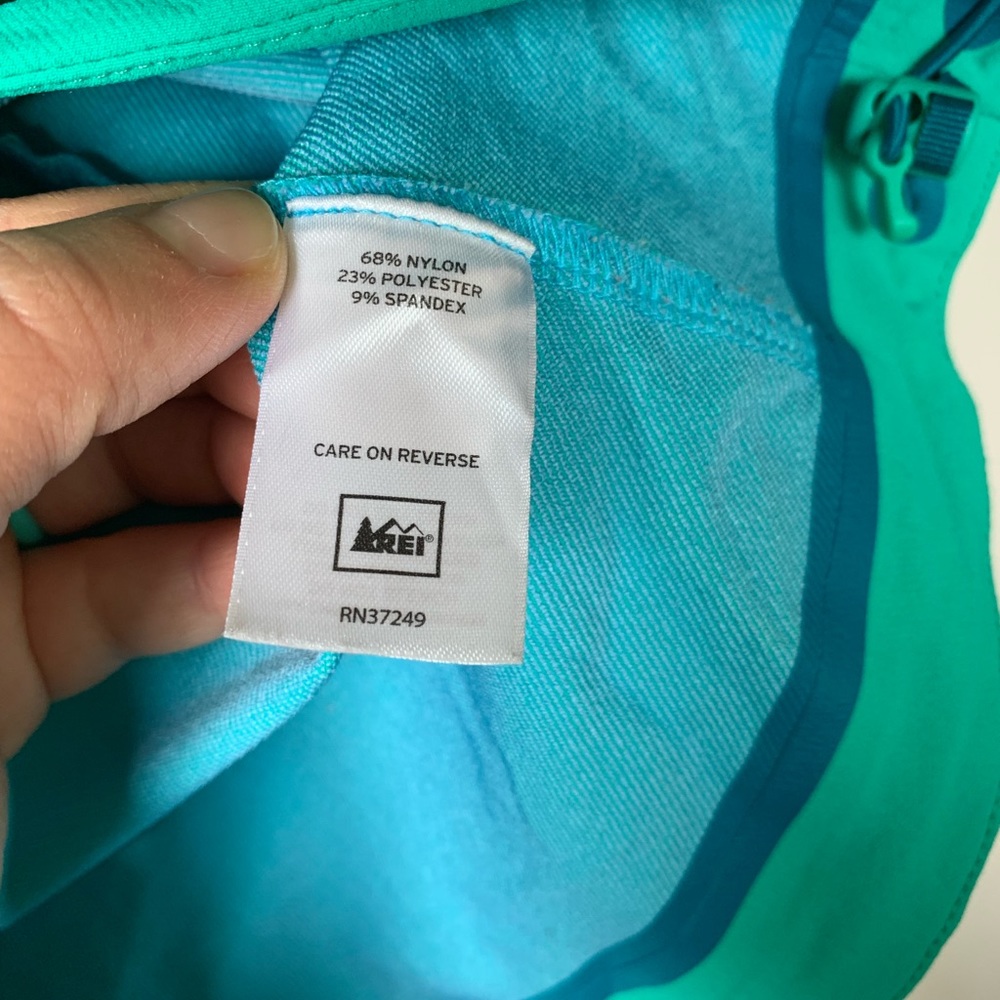 68% NYLON
23% POLYESTER
9% SPANDEX
CARE ON REVERSE
REI®
RN37249